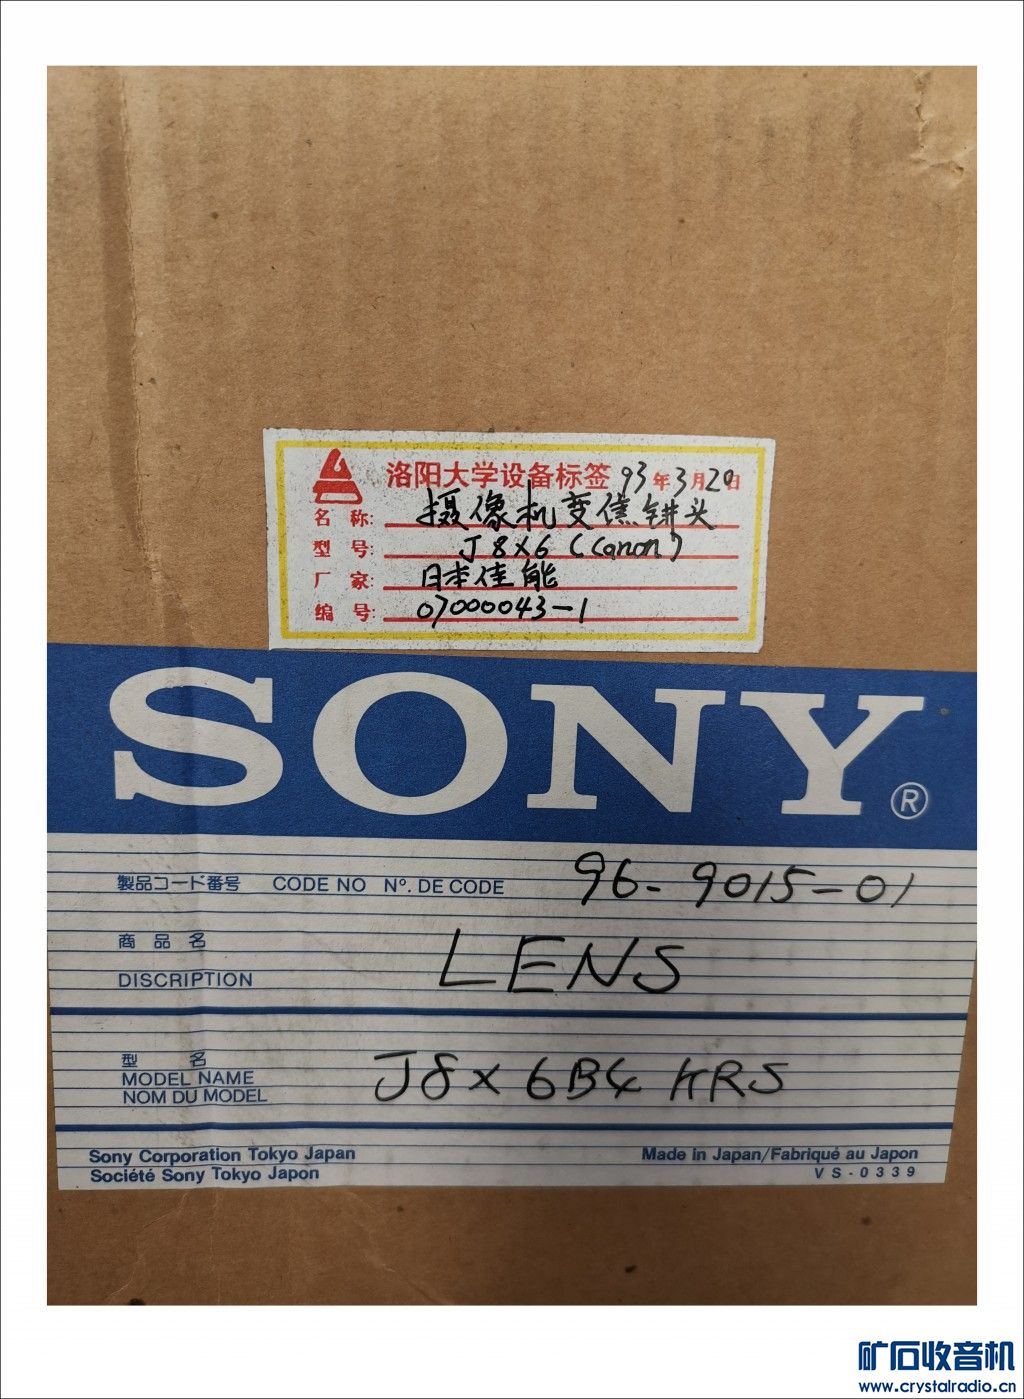 洛阳大学设备标签 93年3月20日
名 称: 摄像机变焦镜头
型 号: J8X6 (Canon)
厂 家: 日本佳能
编 号: 07000043-1
SONY®
製品コード番号 CODE NO Nº. DE CODE 96-9015-01
商 品 名
DISCRIPTION LENS
型 名
MODEL NAME J8x6B4 KRS
NOM DU MODEL
Sony Corporation Tokyo Japan Made in Japan/Fabriqué au Japon
Société Sony Tokyo Japon VS-0339
矿石收音机
www.crystalradio.cn